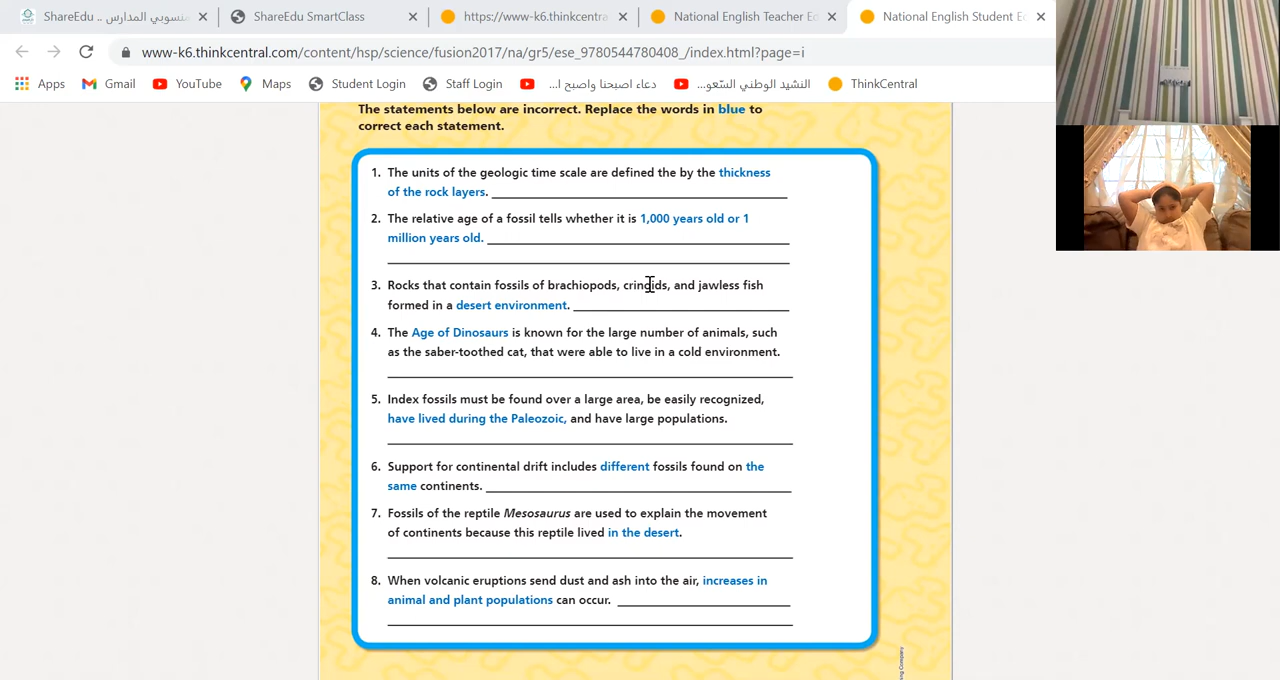 ShareEdu .. منسوبي المدارس
ShareEdu SmartClass
https://www-k6.thinkcentra
National English Teacher Ed
National English Student Ec
www-k6.thinkcentral.com/content/hsp/science/fusion2017/na/gr5/ese_9780544780408_/index.html?page=i
Apps
Gmail
YouTube
Maps
Student Login
Staff Login
دعاء اصبحنا واصبح ا...
النشيد الوطني السّعو...
ThinkCentral
The statements below are incorrect. Replace the words in blue to
correct each statement.
1. The units of the geologic time scale are defined the by the thickness
of the rock layers.
2. The relative age of a fossil tells whether it is 1,000 years old or 1
million years old.
3. Rocks that contain fossils of brachiopods, crinoids, and jawless fish
formed in a desert environment.
4. The Age of Dinosaurs is known for the large number of animals, such
as the saber-toothed cat, that were able to live in a cold environment.
5. Index fossils must be found over a large area, be easily recognized,
have lived during the Paleozoic, and have large populations.
6. Support for continental drift includes different fossils found on the
same continents.
7. Fossils of the reptile Mesosaurus are used to explain the movement
of continents because this reptile lived in the desert.
8. When volcanic eruptions send dust and ash into the air, increases in
animal and plant populations can occur.
Company